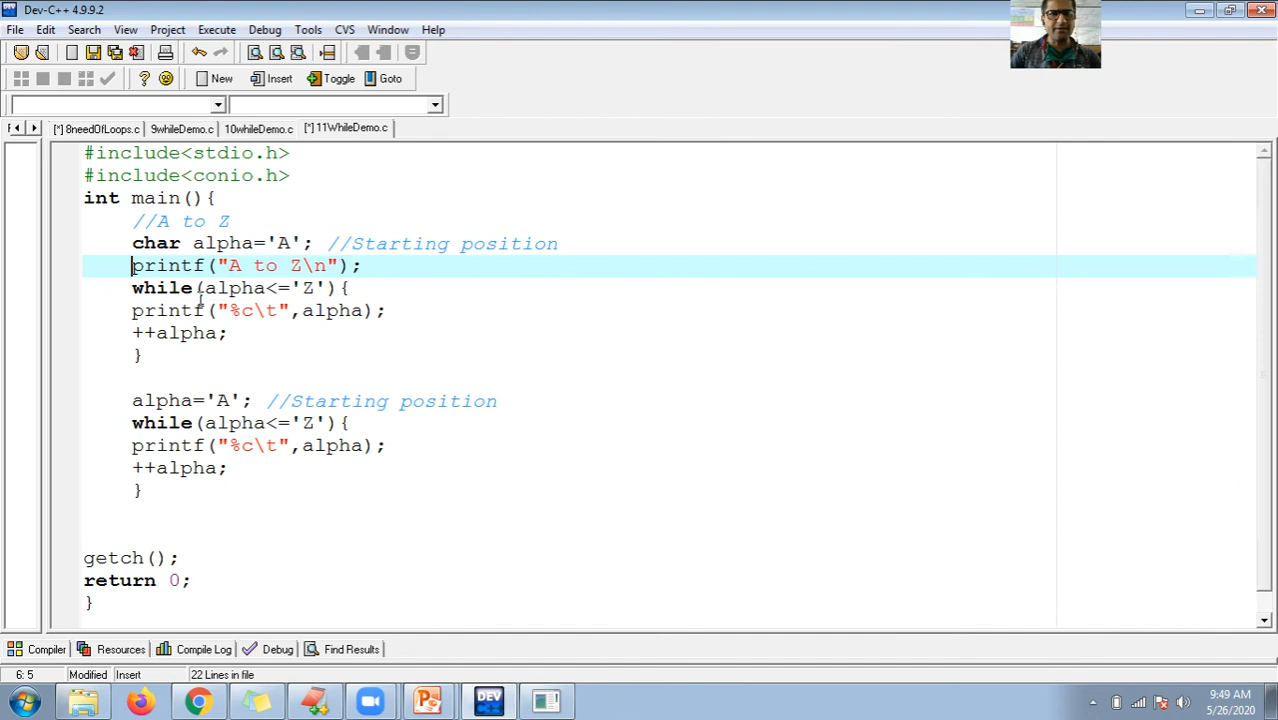 Dev-C++ 4.9.9.2
File Edit Search View Project Execute Debug Tools CVS Window Help
New Insert Toggle Goto
[*] 8needOfLoops.c 9whileDemo.c 10whileDemo.c [*] 11WhileDemo.c
#include<stdio.h>
#include<conio.h>
int main(){
//A to Z
char alpha='A'; //Starting position
printf("A to Z\n");
while(alpha<='Z'){
printf("%c\t",alpha);
++alpha;
}
alpha='A'; //Starting position
while(alpha<='Z'){
printf("%c\t",alpha);
++alpha;
}
getch();
return 0;
}
Compiler Resources Compile Log Debug Find Results
6: 5 Modified Insert 22 Lines in file
DEV
9:49 AM
5/26/2020